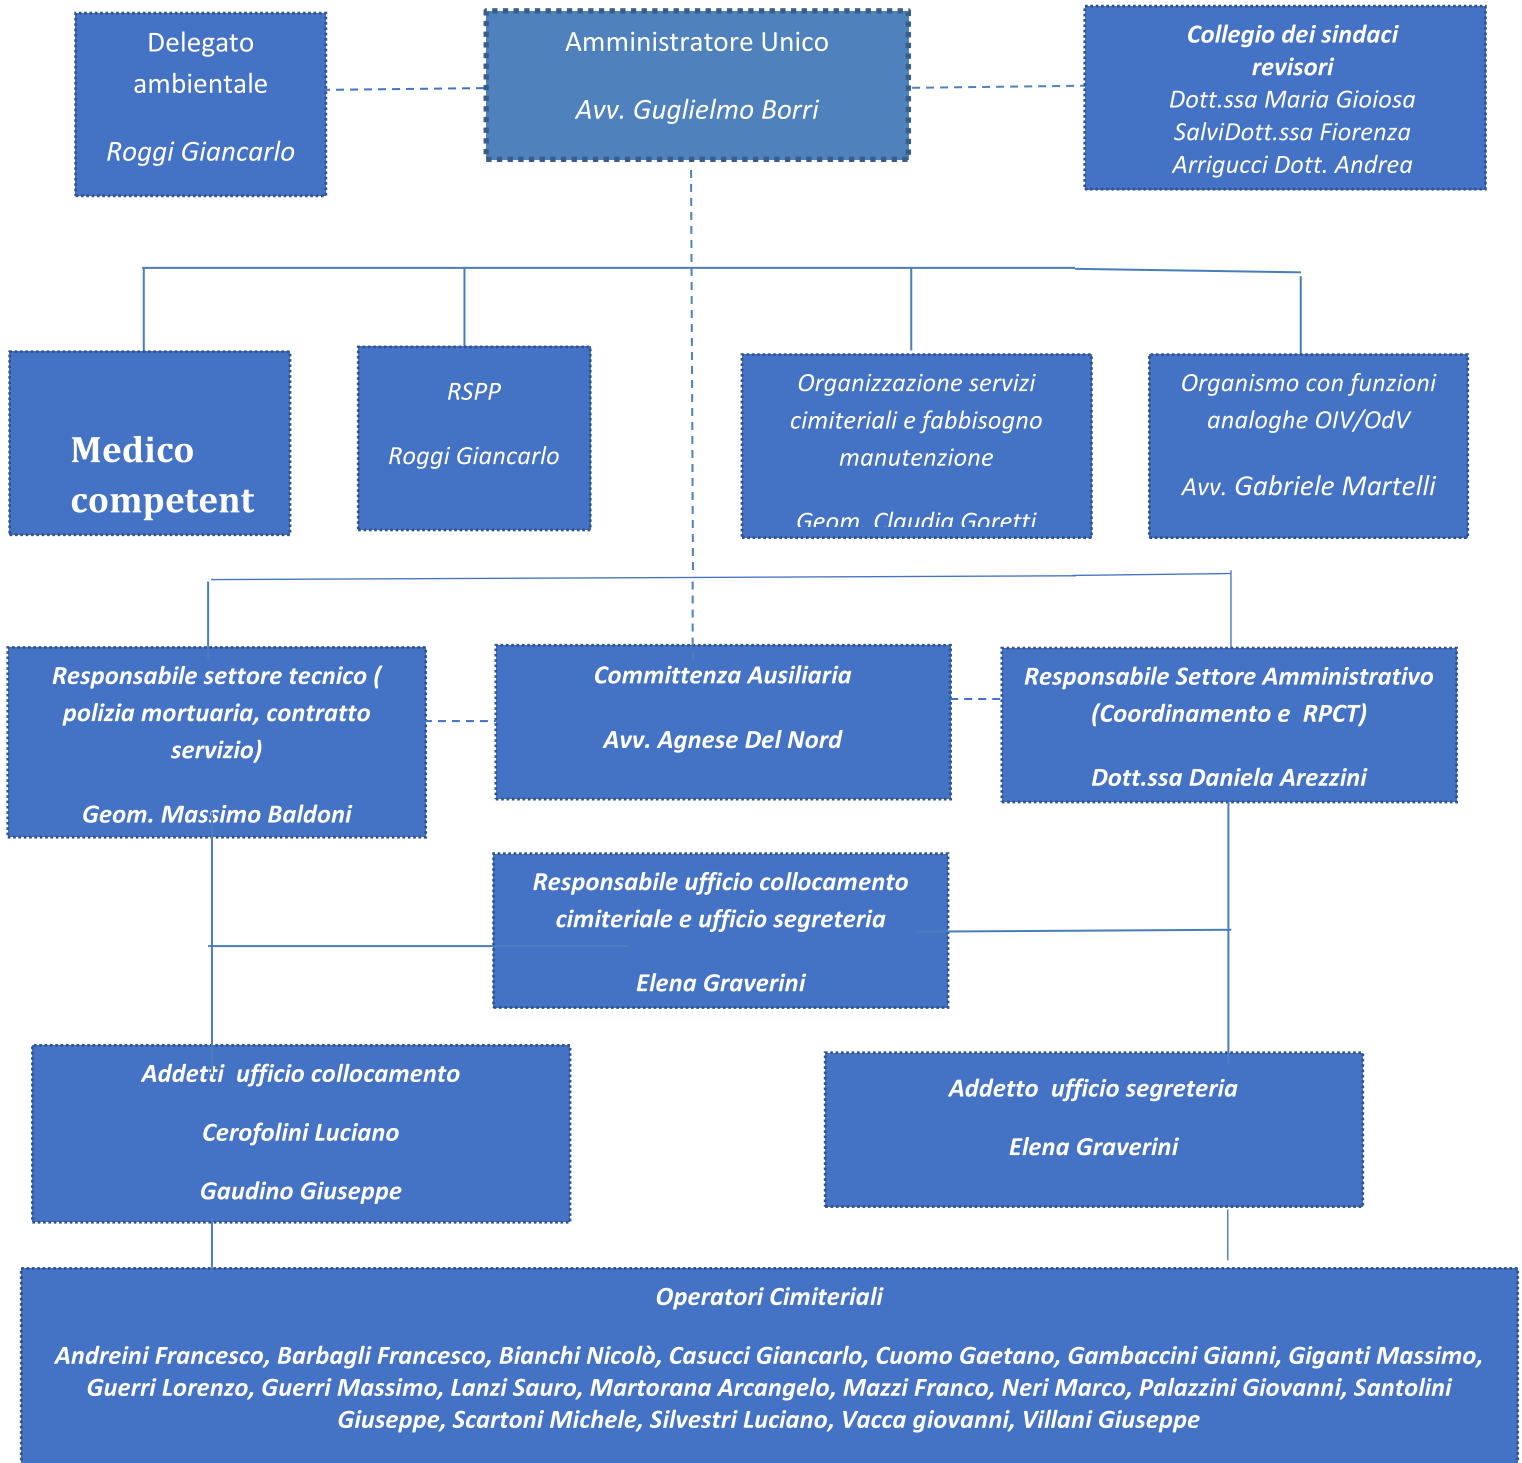 Delegato
ambientale
Roggi Giancarlo
Amministratore Unico
Avv. Guglielmo Borri
Collegio dei sindaci
revisori
Dott.ssa Maria Gioiosa
SalviDott.ssa Fiorenza
Arrigucci Dott. Andrea
Medico
competent
RSPP
Roggi Giancarlo
Organizzazione servizi
cimiteriali e fabbisogno
manutenzione
Geom. Claudia Goretti
Organismo con funzioni
analoghe OIV/OdV
Avv. Gabriele Martelli
Responsabile settore tecnico (
polizia mortuaria, contratto
servizio)
Geom. Massimo Baldoni
Committenza Ausiliaria
Avv. Agnese Del Nord
Responsabile Settore Amministrativo
(Coordinamento e  RPCT)
Dott.ssa Daniela Arezzini
Responsabile ufficio collocamento
cimiteriale e ufficio segreteria
Elena Graverini
Addetti  ufficio collocamento
Cerofolini Luciano
Gaudino Giuseppe
Addetto  ufficio segreteria
Elena Graverini
Operatori Cimiteriali
Andreini Francesco, Barbagli Francesco, Bianchi Nicolò, Casucci Giancarlo, Cuomo Gaetano, Gambaccini Gianni, Giganti Massimo,
Guerri Lorenzo, Guerri Massimo, Lanzi Sauro, Martorana Arcangelo, Mazzi Franco, Neri Marco, Palazzini Giovanni, Santolini
Giuseppe, Scartoni Michele, Silvestri Luciano, Vacca giovanni, Villani Giuseppe